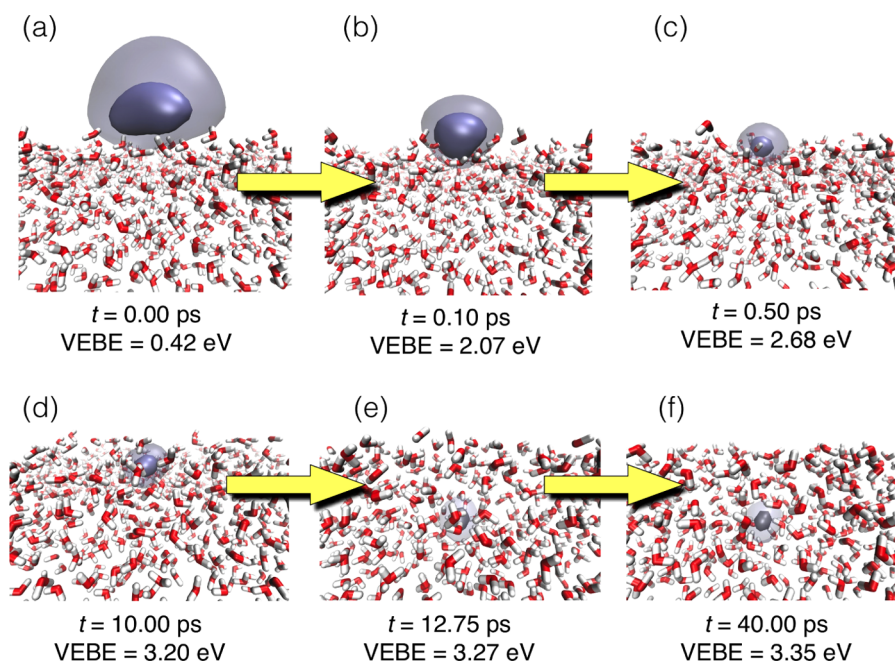 (a)
(b)
(c)
t = 0.00 ps
VEBE = 0.42 eV
t = 0.10 ps
VEBE = 2.07 eV
t = 0.50 ps
VEBE = 2.68 eV
(d)
(e)
(f)
t = 10.00 ps
VEBE = 3.20 eV
t = 12.75 ps
VEBE = 3.27 eV
t = 40.00 ps
VEBE = 3.35 eV